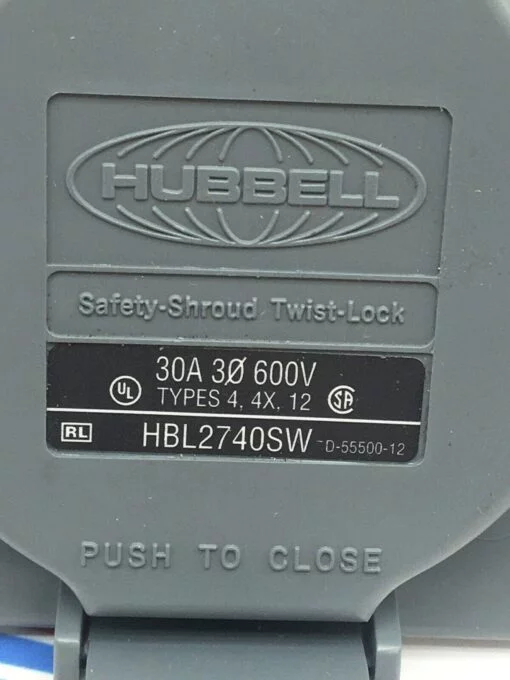 HUBBELL
Safety-Shroud Twist-Lock
30A 3Ø 600V
UL TYPES 4, 4X, 12 SA
RL HBL2740SW D-55500-12
PUSH TO CLOSE